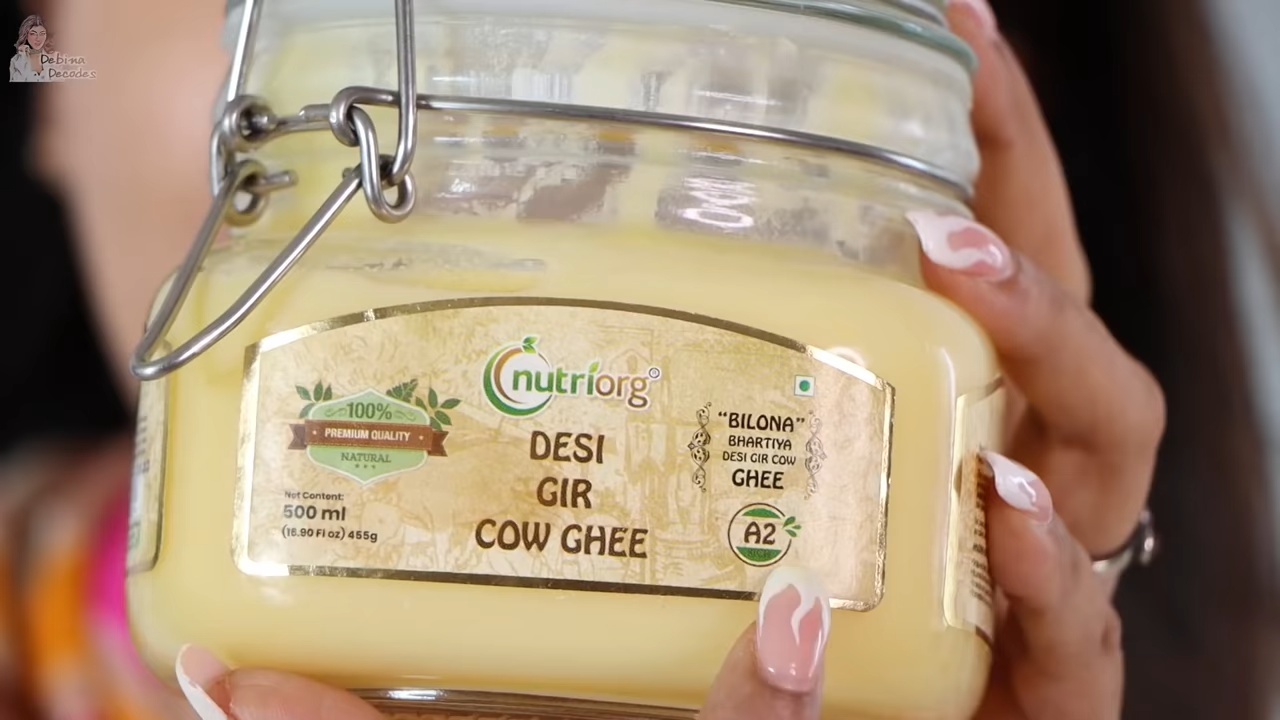 Debina
Decodes
nutriorg
100%
PREMIUM QUALITY
NATURAL
Net Content:
500 ml
(16.90 Fl oz) 455g
DESI
GIR
COW GHEE
"BILONA"
BHARTIYA
DESI GIR COW
GHEE
A2